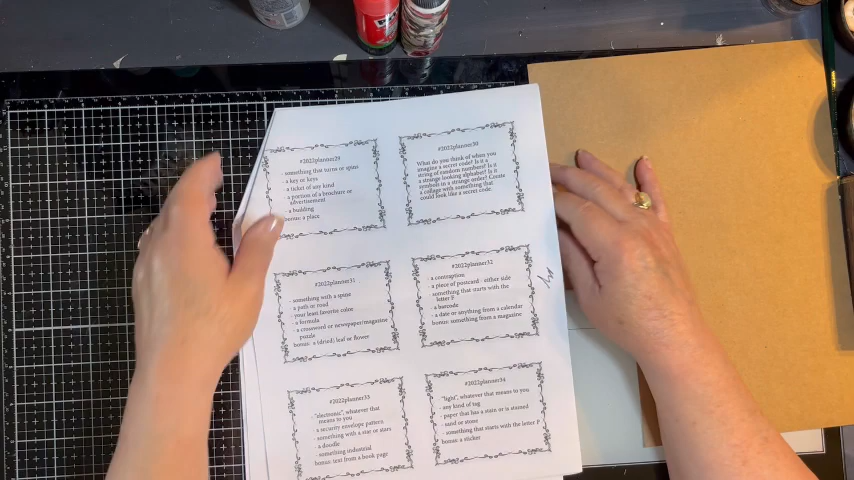 #2022planner29
- something that turns or spins
- a key or keys
- a ticket of any kind
- a portion of a brochure or
advertisement
- a building
bonus: a place
#2022planner30
What do you think of when you
imagine a secret code? Is it a
string of random numbers? Is it
a strange looking alphabet? Is it
symbols in a strange order? Create
a collage with something that
could look like a secret code.
#2022planner31
- something with a spine
- a path or road
- your least favorite color
- a formula
- a crossword or newspaper/magazine
puzzle
bonus: a (dried) leaf or flower
#2022planner32
- a contraption
- a piece of postcard - either side
- something that starts with the
letter F
- a barcode
- a date or anything from a calendar
bonus: something from a magazine
#2022planner33
- "electronic", whatever that
means to you
- a security envelope pattern
- something with a star or stars
- a doodle
- something industrial
bonus: text from a book page
#2022planner34
- "light", whatever that means to you
- any kind of tag
- paper that has a stain or is stained
- sand or stone
- something that starts with the letter P
bonus: a sticker